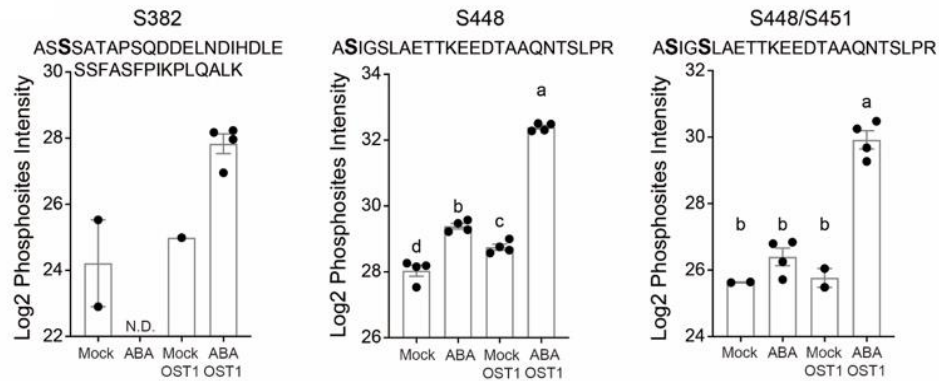 S382
ASSSSATAPSQDDELNDIHDLE
SSFASFPIKPLQALK
Log2 Phosphosites Intensity
30
28
26
24
22
N.D.
Mock
ABA
Mock
OST1
ABA
OST1
S448
ASIGSLAETTKEEDTAAQNTSLPR
Log2 Phosphosites Intensity
34
32
30
28
26
d
b
c
a
Mock
ABA
Mock
OST1
ABA
OST1
S448/S451
ASIGSLAETTKEEDTAAQNTSLPR
Log2 Phosphosites Intensity
32
30
28
26
24
b
b
b
a
Mock
ABA
Mock
OST1
ABA
OST1